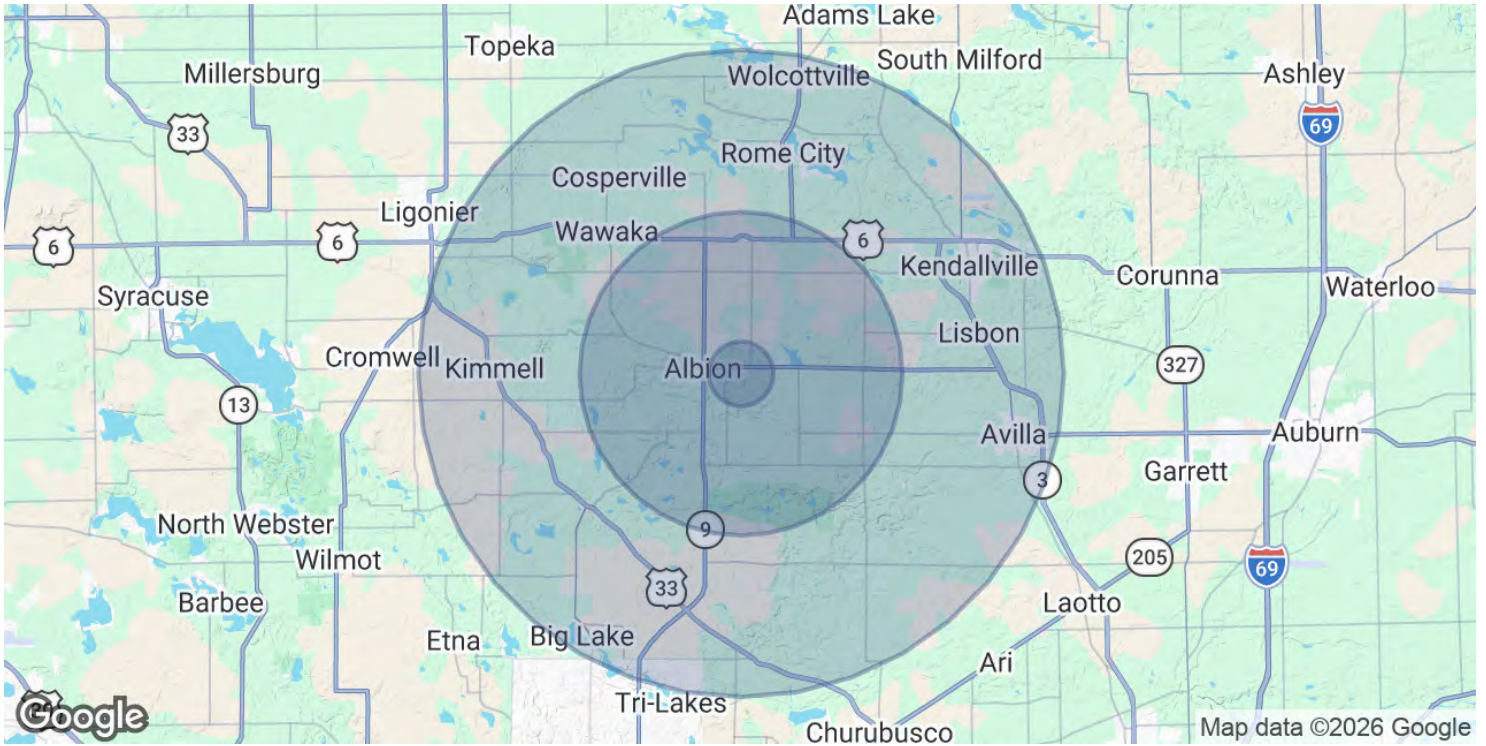 Adams Lake
Topeka
South Milford
Millersburg
Wolcottville
Ashley
69
33
Rome City
Cosperville
Ligonier
Wawaka
6
6
6
Kendallville
Corunna
Waterloo
Syracuse
Lisbon
Cromwell
Kimmell
Albion
327
13
Avilla
Auburn
Garrett
3
North Webster
9
Wilmot
205
69
33
Barbee
Laotto
Etna
Big Lake
Ari
Tri-Lakes
Google
Churubusco
Map data ©2026 Google